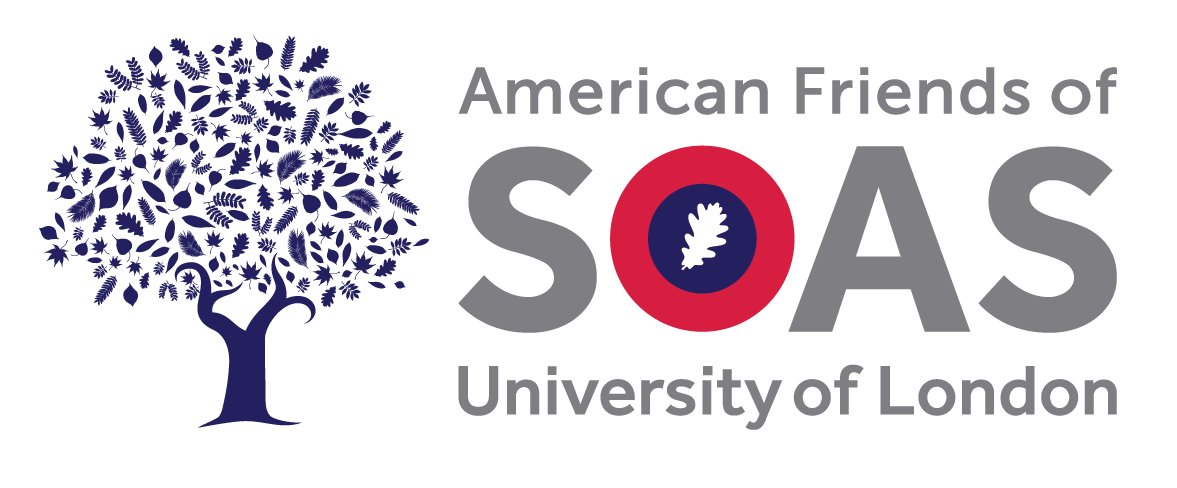 American Friends of
SOAS
University of London